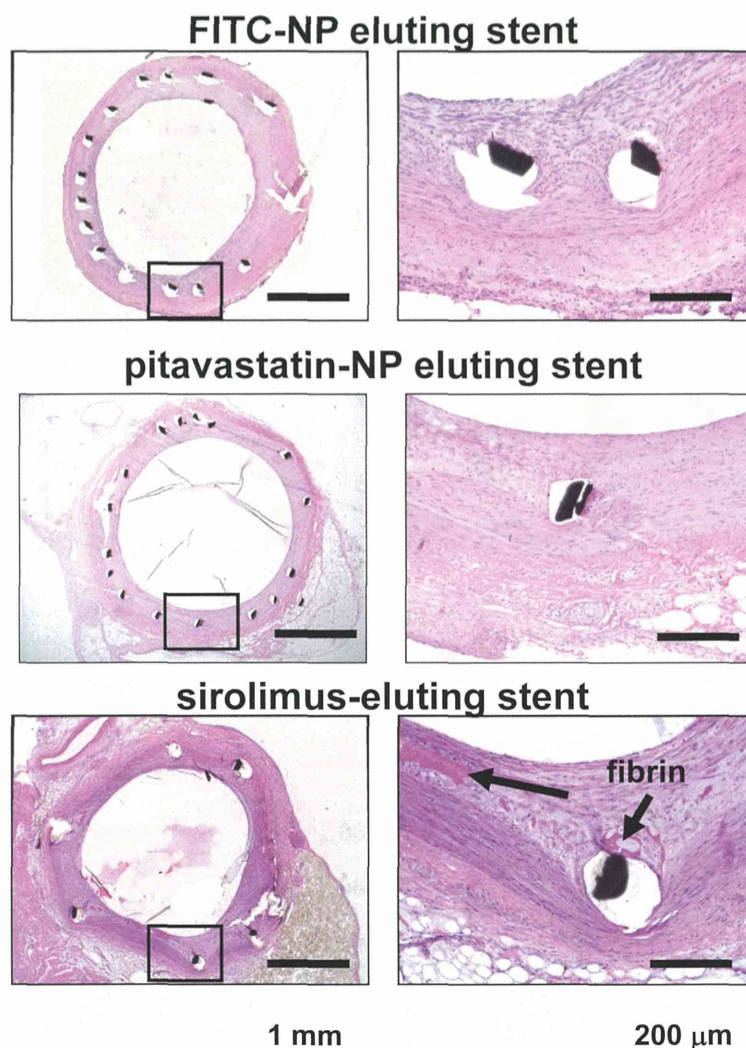 FITC-NP eluting stent
pitavastatin-NP eluting stent
sirolimus-eluting stent
fibrin
1 mm
200 μm